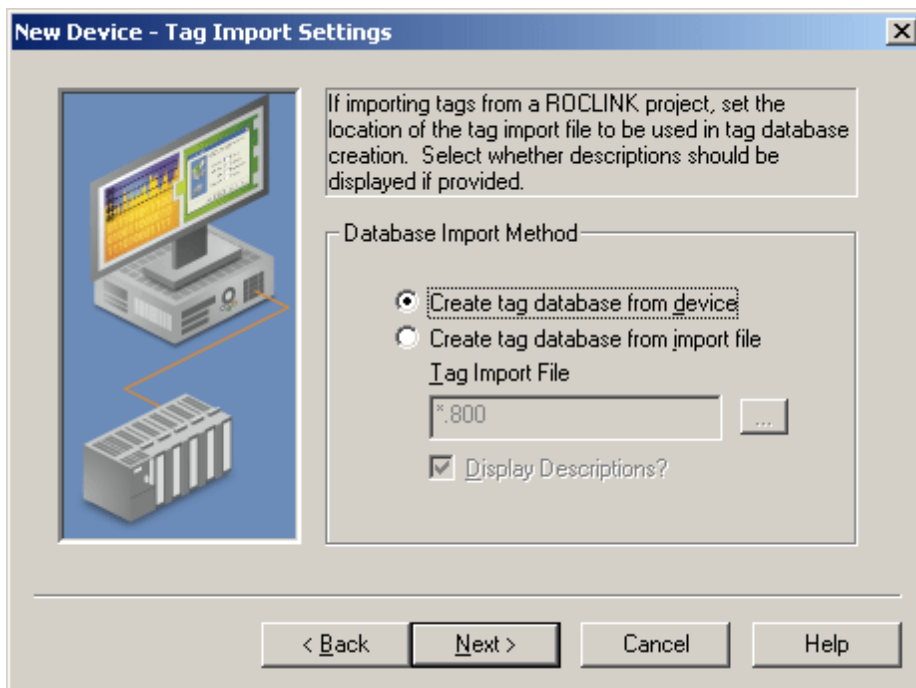 New Device - Tag Import Settings
If importing tags from a ROCLINK project, set the
location of the tag import file to be used in tag database
creation. Select whether descriptions should be
displayed if provided.
Database Import Method
Create tag database from device
Create tag database from import file
Tag Import File
*.800
...
Display Descriptions?
< Back
Next >
Cancel
Help